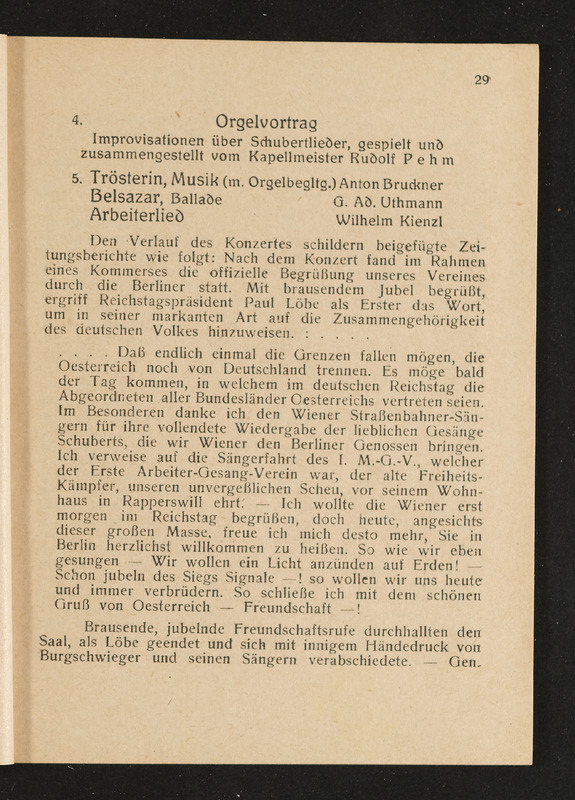 29
4. Orgelvortrag
Improvisationen über Schubertlieder, gespielt und
zusammengestellt vom Kapellmeister Rudolf Pehm
5. Trösterin, Musik (m. Orgelbegltg.) Anton Bruckner
Belsazar, Ballade G. Ad. Uthmann
Arbeiterlied Wilhelm Kienzl
Den Verlauf des Konzertes schildern beigefügte Zei-
tungsberichte wie folgt: Nach dem Konzert fand im Rahmen
eines Kommerses die offizielle Begrüßung unseres Vereines
durch die Berliner statt. Mit brausendem Jubel begrüßt,
ergriff Reichstagspräsident Paul Löbe als Erster das Wort,
um in seiner markanten Art auf die Zusammengehörigkeit
des deutschen Volkes hinzuweisen. : . . . . .
. . . . Daß endlich einmal die Grenzen fallen mögen, die
Oesterreich noch von Deutschland trennen. Es möge bald
der Tag kommen, in welchem im deutschen Reichstag die
Abgeordneten aller Bundesländer Oesterreichs vertreten seien.
Im Besonderen danke ich den Wiener Straßenbahner-Sän-
gern für ihre vollendete Wiedergabe der lieblichen Gesänge
Schuberts, die wir Wiener den Berliner Genossen bringen.
Ich verweise auf die Sängerfahrt des I. M.-G.-V., welcher
der Erste Arbeiter-Gesang-Verein war, der alte Freiheits-
Kämpfer, unseren unvergeßlichen Scheu, vor seinem Wohn-
haus in Rapperswill ehrt. — Ich wollte die Wiener erst
morgen im Reichstag begrüßen, doch heute, angesichts
dieser großen Masse, freue ich mich desto mehr, Sie in
Berlin herzlichst willkommen zu heißen. So wie wir eben
gesungen — Wir wollen ein Licht anzünden auf Erden! —
Schon jubeln des Siegs Signale —! so wollen wir uns heute
und immer verbrüdern. So schließe ich mit dem schönen
Gruß von Oesterreich — Freundschaft —!
Brausende, jubelnde Freundschaftsrufe durchhallten den
Saal, als Löbe geendet und sich mit innigem Händedruck von
Burgschwieger und seinen Sängern verabschiedete. — Gen.